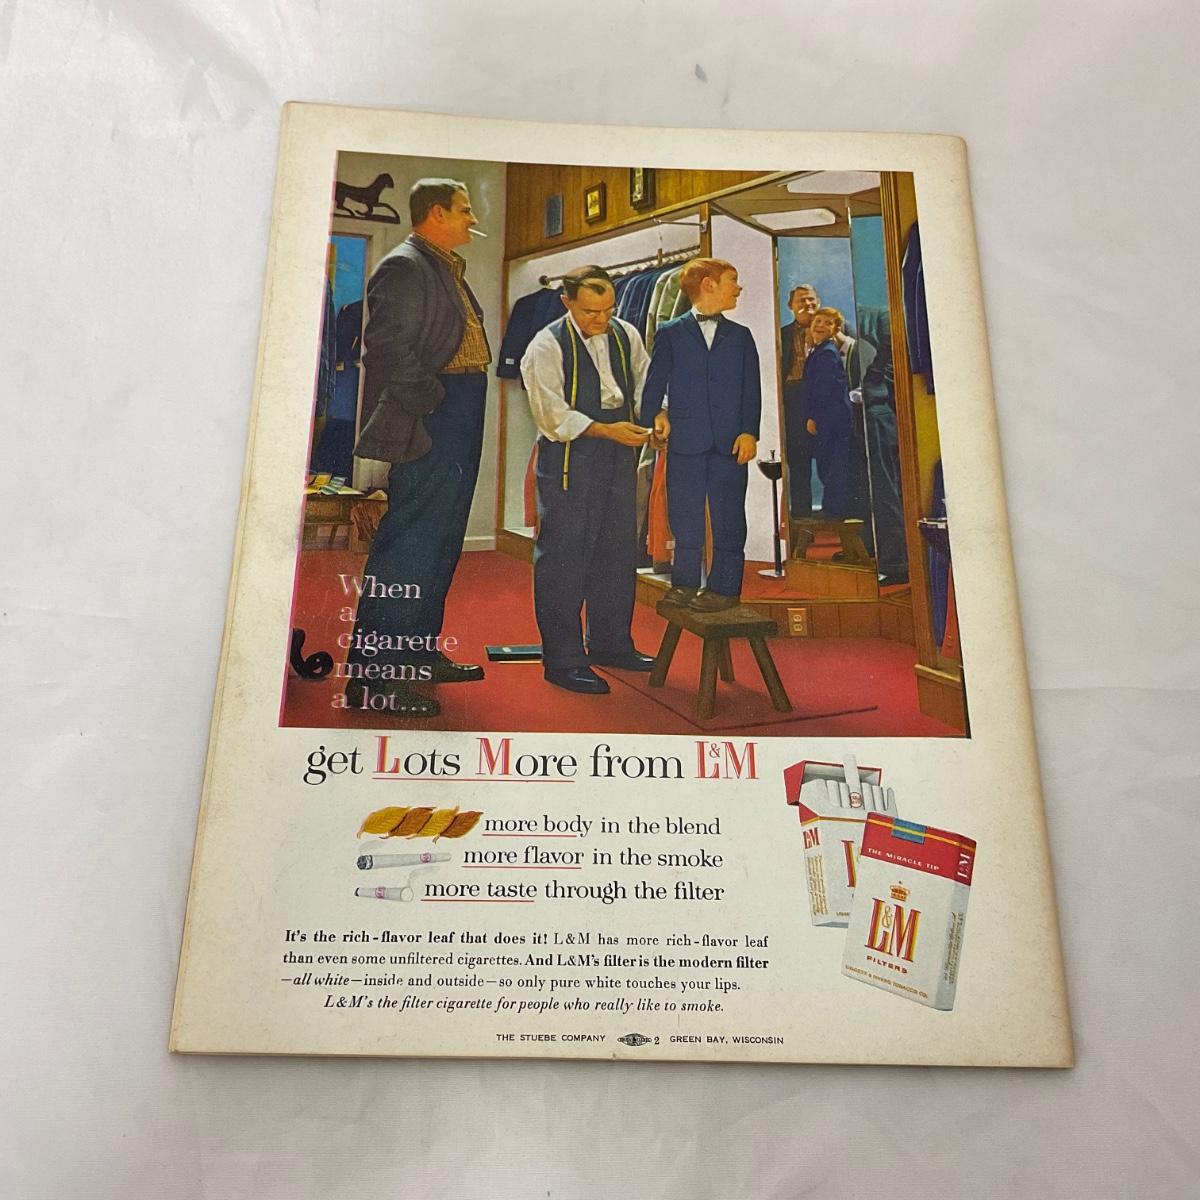 When
a
cigarette
means
a lot...
get Lots More from L&M
more body in the blend
more flavor in the smoke
more taste through the filter
It's the rich-flavor leaf that does it! L&M has more rich-flavor leaf
than even some unfiltered cigarettes. And L&M's filter is the modern filter
—all white—inside and outside—so only pure white touches your lips.
L&M's the filter cigarette for people who really like to smoke.
L&M
THE MIRACLE TIP
L&M
L&M
FILTERS
LIGGETT & MYERS TOBACCO CO.
THE STUEBE COMPANY 2 GREEN BAY, WISCONSIN